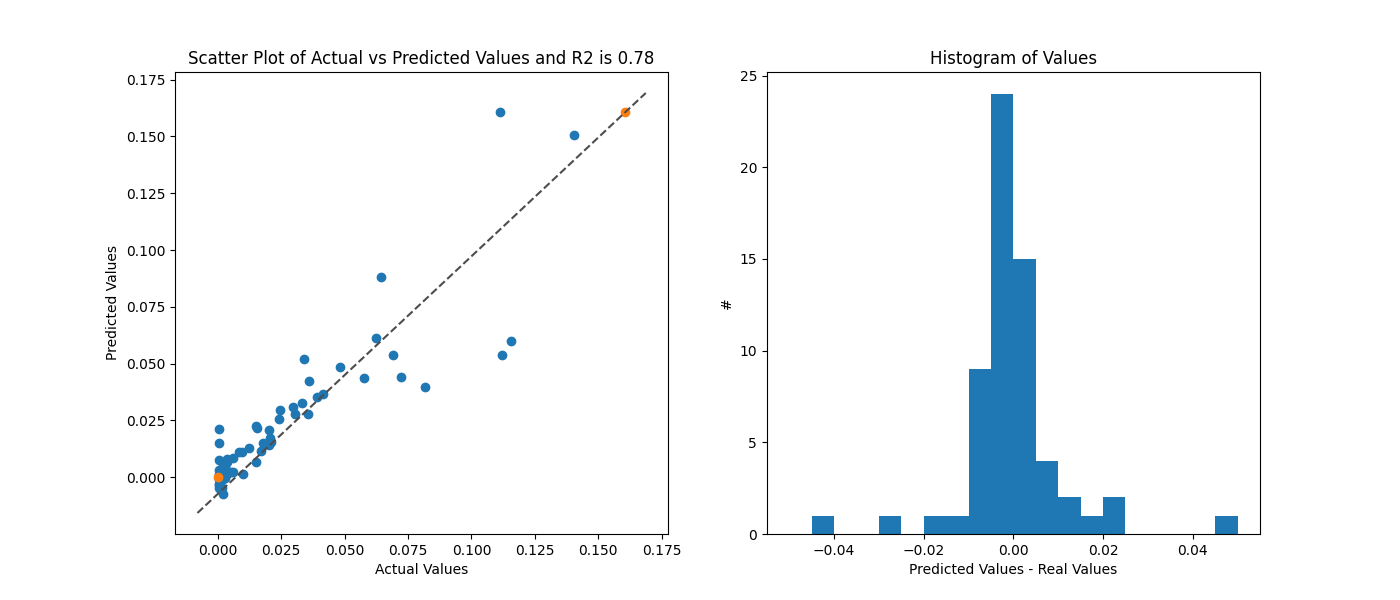 Scatter Plot of Actual vs Predicted Values and R2 is 0.78
0.175
0.150
0.125
0.100
0.075
0.050
0.025
0.000
Predicted Values
0.000 0.025 0.050 0.075 0.100 0.125 0.150 0.175
Actual Values
Histogram of Values
25
20
15
10
5
0
#
−0.04 −0.02 0.00 0.02 0.04
Predicted Values - Real Values